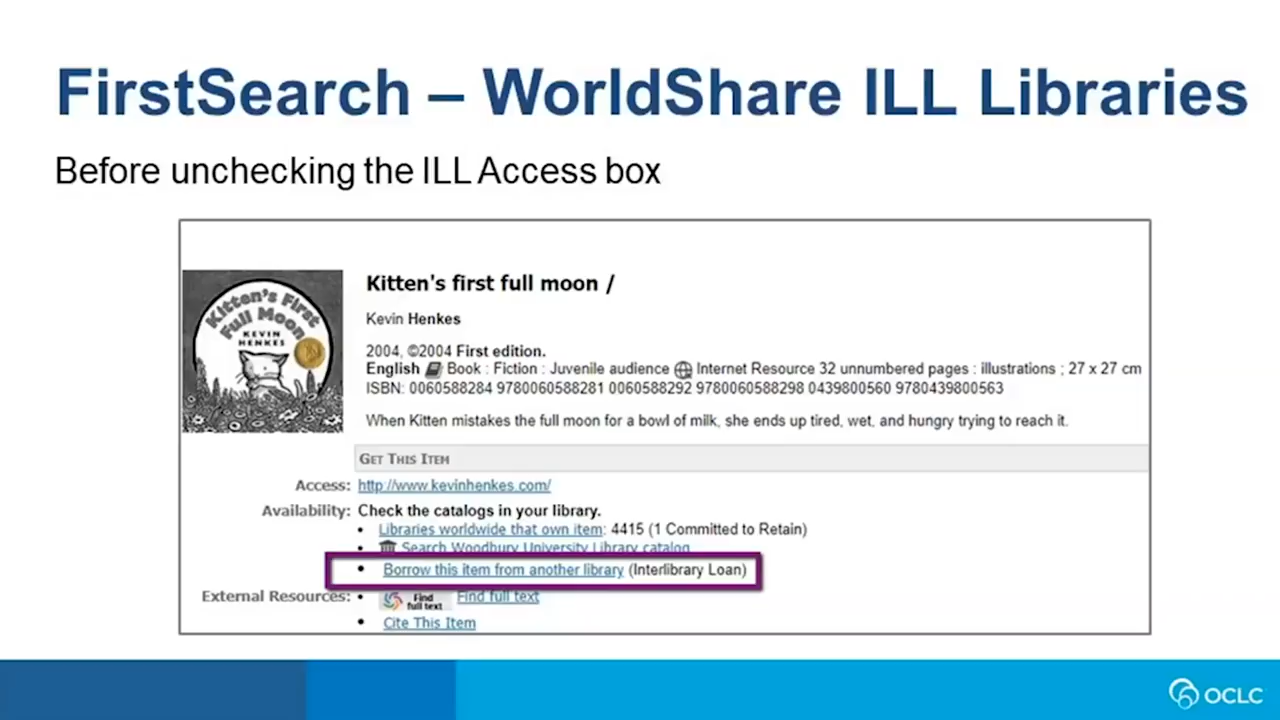 FirstSearch – WorldShare ILL Libraries
Before unchecking the ILL Access box
Kitten's First
Full Moon
KEVIN
HENKES
Kitten's first full moon /
Kevin Henkes
2004, ©2004 First edition.
English Book : Fiction : Juvenile audience Internet Resource 32 unnumbered pages : illustrations ; 27 x 27 cm
ISBN: 0060588284 9780060588281 0060588292 9780060588298 0439800560 9780439800563
When Kitten mistakes the full moon for a bowl of milk, she ends up tired, wet, and hungry trying to reach it.
GET THIS ITEM
Access: http://www.kevinhenkes.com/
Availability: Check the catalogs in your library.
• Libraries worldwide that own item: 4415 (1 Committed to Retain)
• Search Woodbury University Library catalog
• Borrow this item from another library (Interlibrary Loan)
External Resources: • Find full text Find full text
• Cite This Item
OCLC